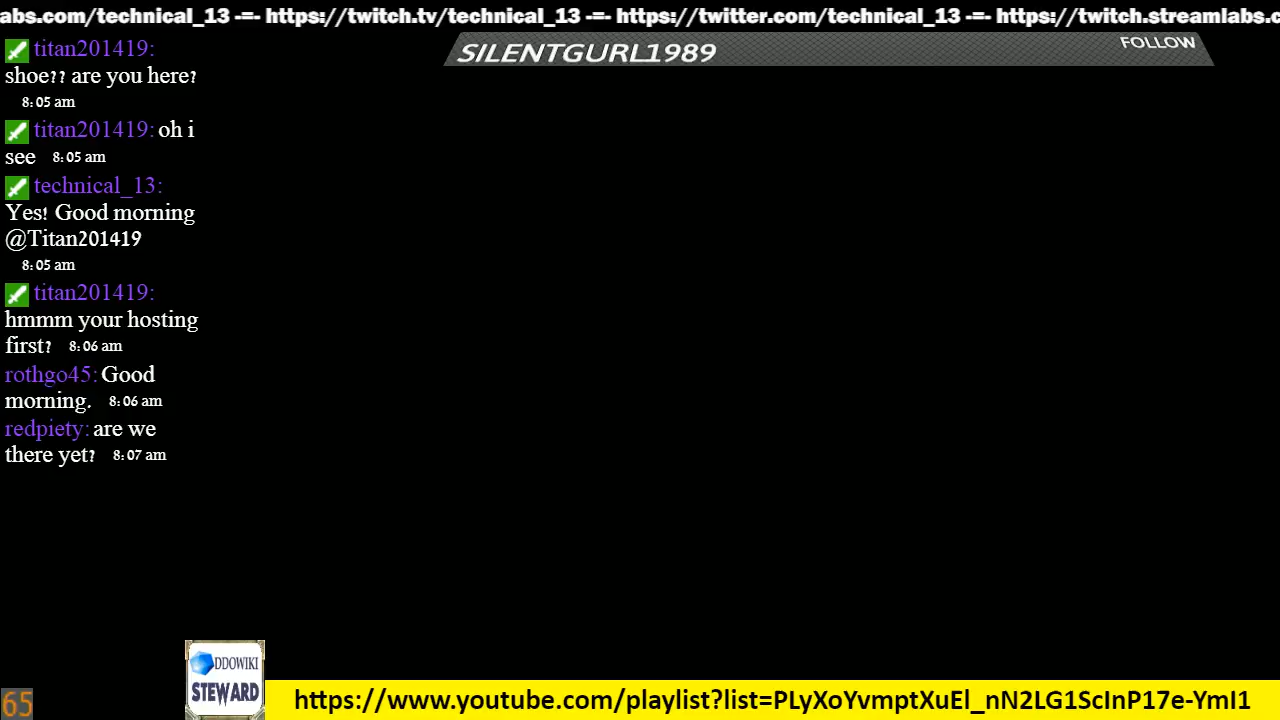 abs.com/technical_13 -=- https://twitch.tv/technical_13 -=- https://twitter.com/technical_13 -=- https://twitch.streamlabs.c
SILENTGURL1989
FOLLOW
titan201419:
shoe?? are you here?
8:05 am
titan201419: oh i
see 8:05 am
technical_13:
Yes! Good morning
@Titan201419
8:05 am
titan201419:
hmmm your hosting
first? 8:06 am
rothgo45: Good
morning. 8:06 am
redpiety: are we
there yet? 8:07 am
DDOWIKI
STEWARD
65
https://www.youtube.com/playlist?list=PLyXoYvmptXuEl_nN2LG1ScInP17e-YmI1